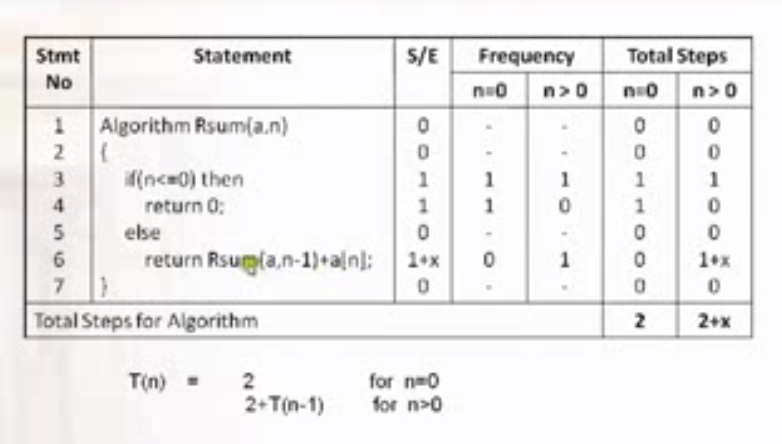 Stmt No Statement S/E Frequency Total Steps
n=0 n>0 n=0 n>0
1 Algorithm Rsum(a,n) 0 - - 0 0
2 { 0 - - 0 0
3 if(n<=0) then 1 1 1 1 1
4 return 0; 1 1 0 1 0
5 else 0 - - 0 0
6 return Rsum(a,n-1)+a[n]; 1+x 0 1 0 1+x
7 } 0 - - 0 0
Total Steps for Algorithm 2 2+x
T(n) = 2 for n=0
2+T(n-1) for n>0